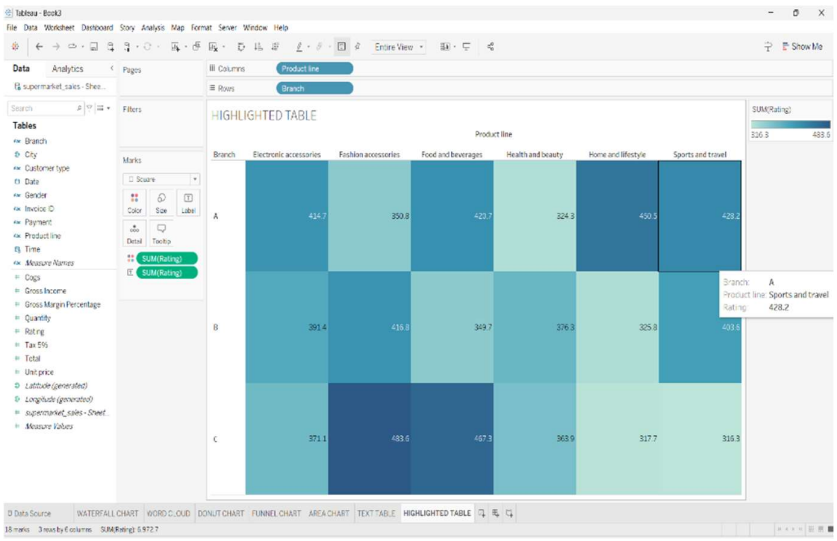 Tableau - Book3
File Data Worksheet Dashboard Story Analysis Map Format Server Window Help
Entire View
Show Me
Data Analytics
Pages
Columns Product line
Rows Branch
supermarket_sales - Shee...
Search
Filters
HIGHLIGHTED TABLE
SUM(Rating)
316.3 483.6
Tables
Product line
Branch Electronic accessories Fashion accessories Food and beverages Health and beauty Home and lifestyle Sports and travel
Branch
City
Customer type
Date
Gender
Invoice ID
Payment
Product line
Time
Measure Names
Cogs
Gross Income
Gross Margin Percentage
Quantity
Rating
Tax 5%
Total
Unit price
Latitude (generated)
Longitude (generated)
supermarket_sales - Sheet...
Measure Values
Marks
Square
Color Size Label
Detail Tooltip
SUM(Rating)
SUM(Rating)
A 414.7 350.8 324.3 450.5 428.2
Branch: A
Product line: Sports and travel
Rating: 428.2
B 391.4 416.8 349.7 376.3 325.8 403.6
C 371.1 483.6 467.3 363.9 317.7 316.3
Data Source WATERFALL CHART WORD CLOUD DONUT CHART FUNNEL CHART AREA CHART TEXT TABLE HIGHLIGHTED TABLE
18 marks 3 rows by 6 columns SUM(Rating): 6,972.7